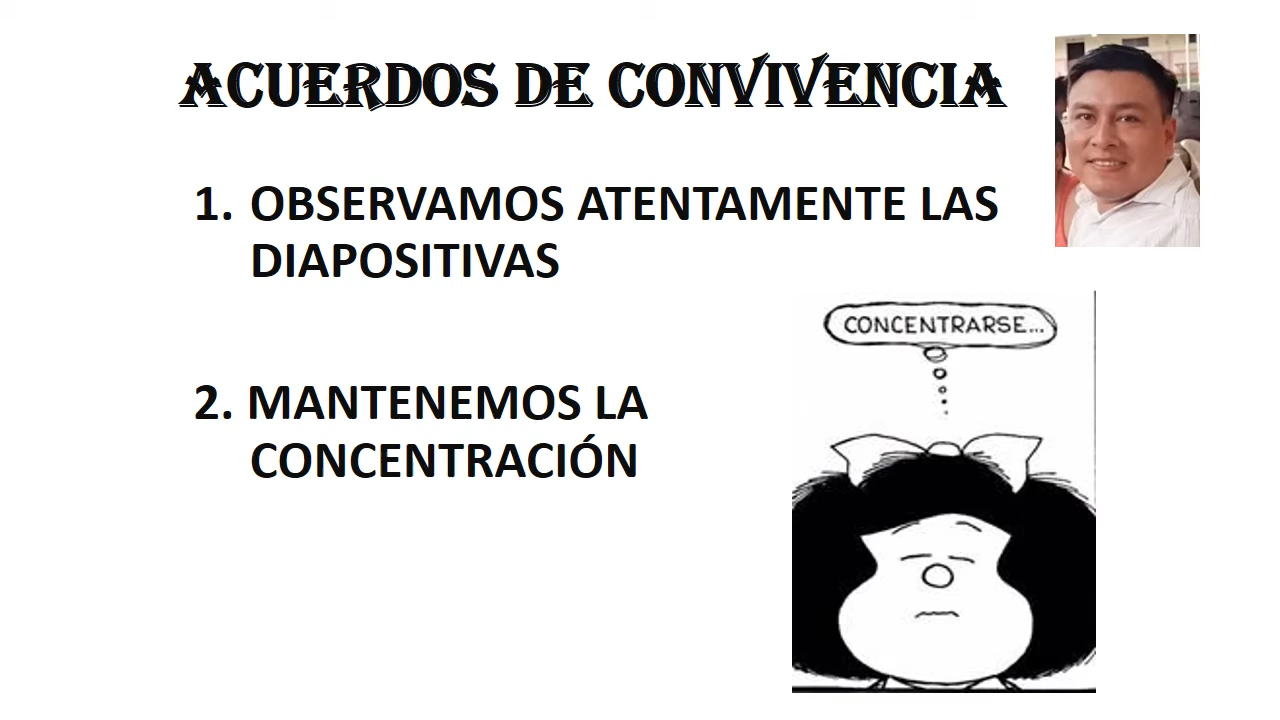 ACUERDOS DE CONVIVENCIA
1. OBSERVAMOS ATENTAMENTE LAS
DIAPOSITIVAS
CONCENTRARSE...
2. MANTENEMOS LA
CONCENTRACIÓN